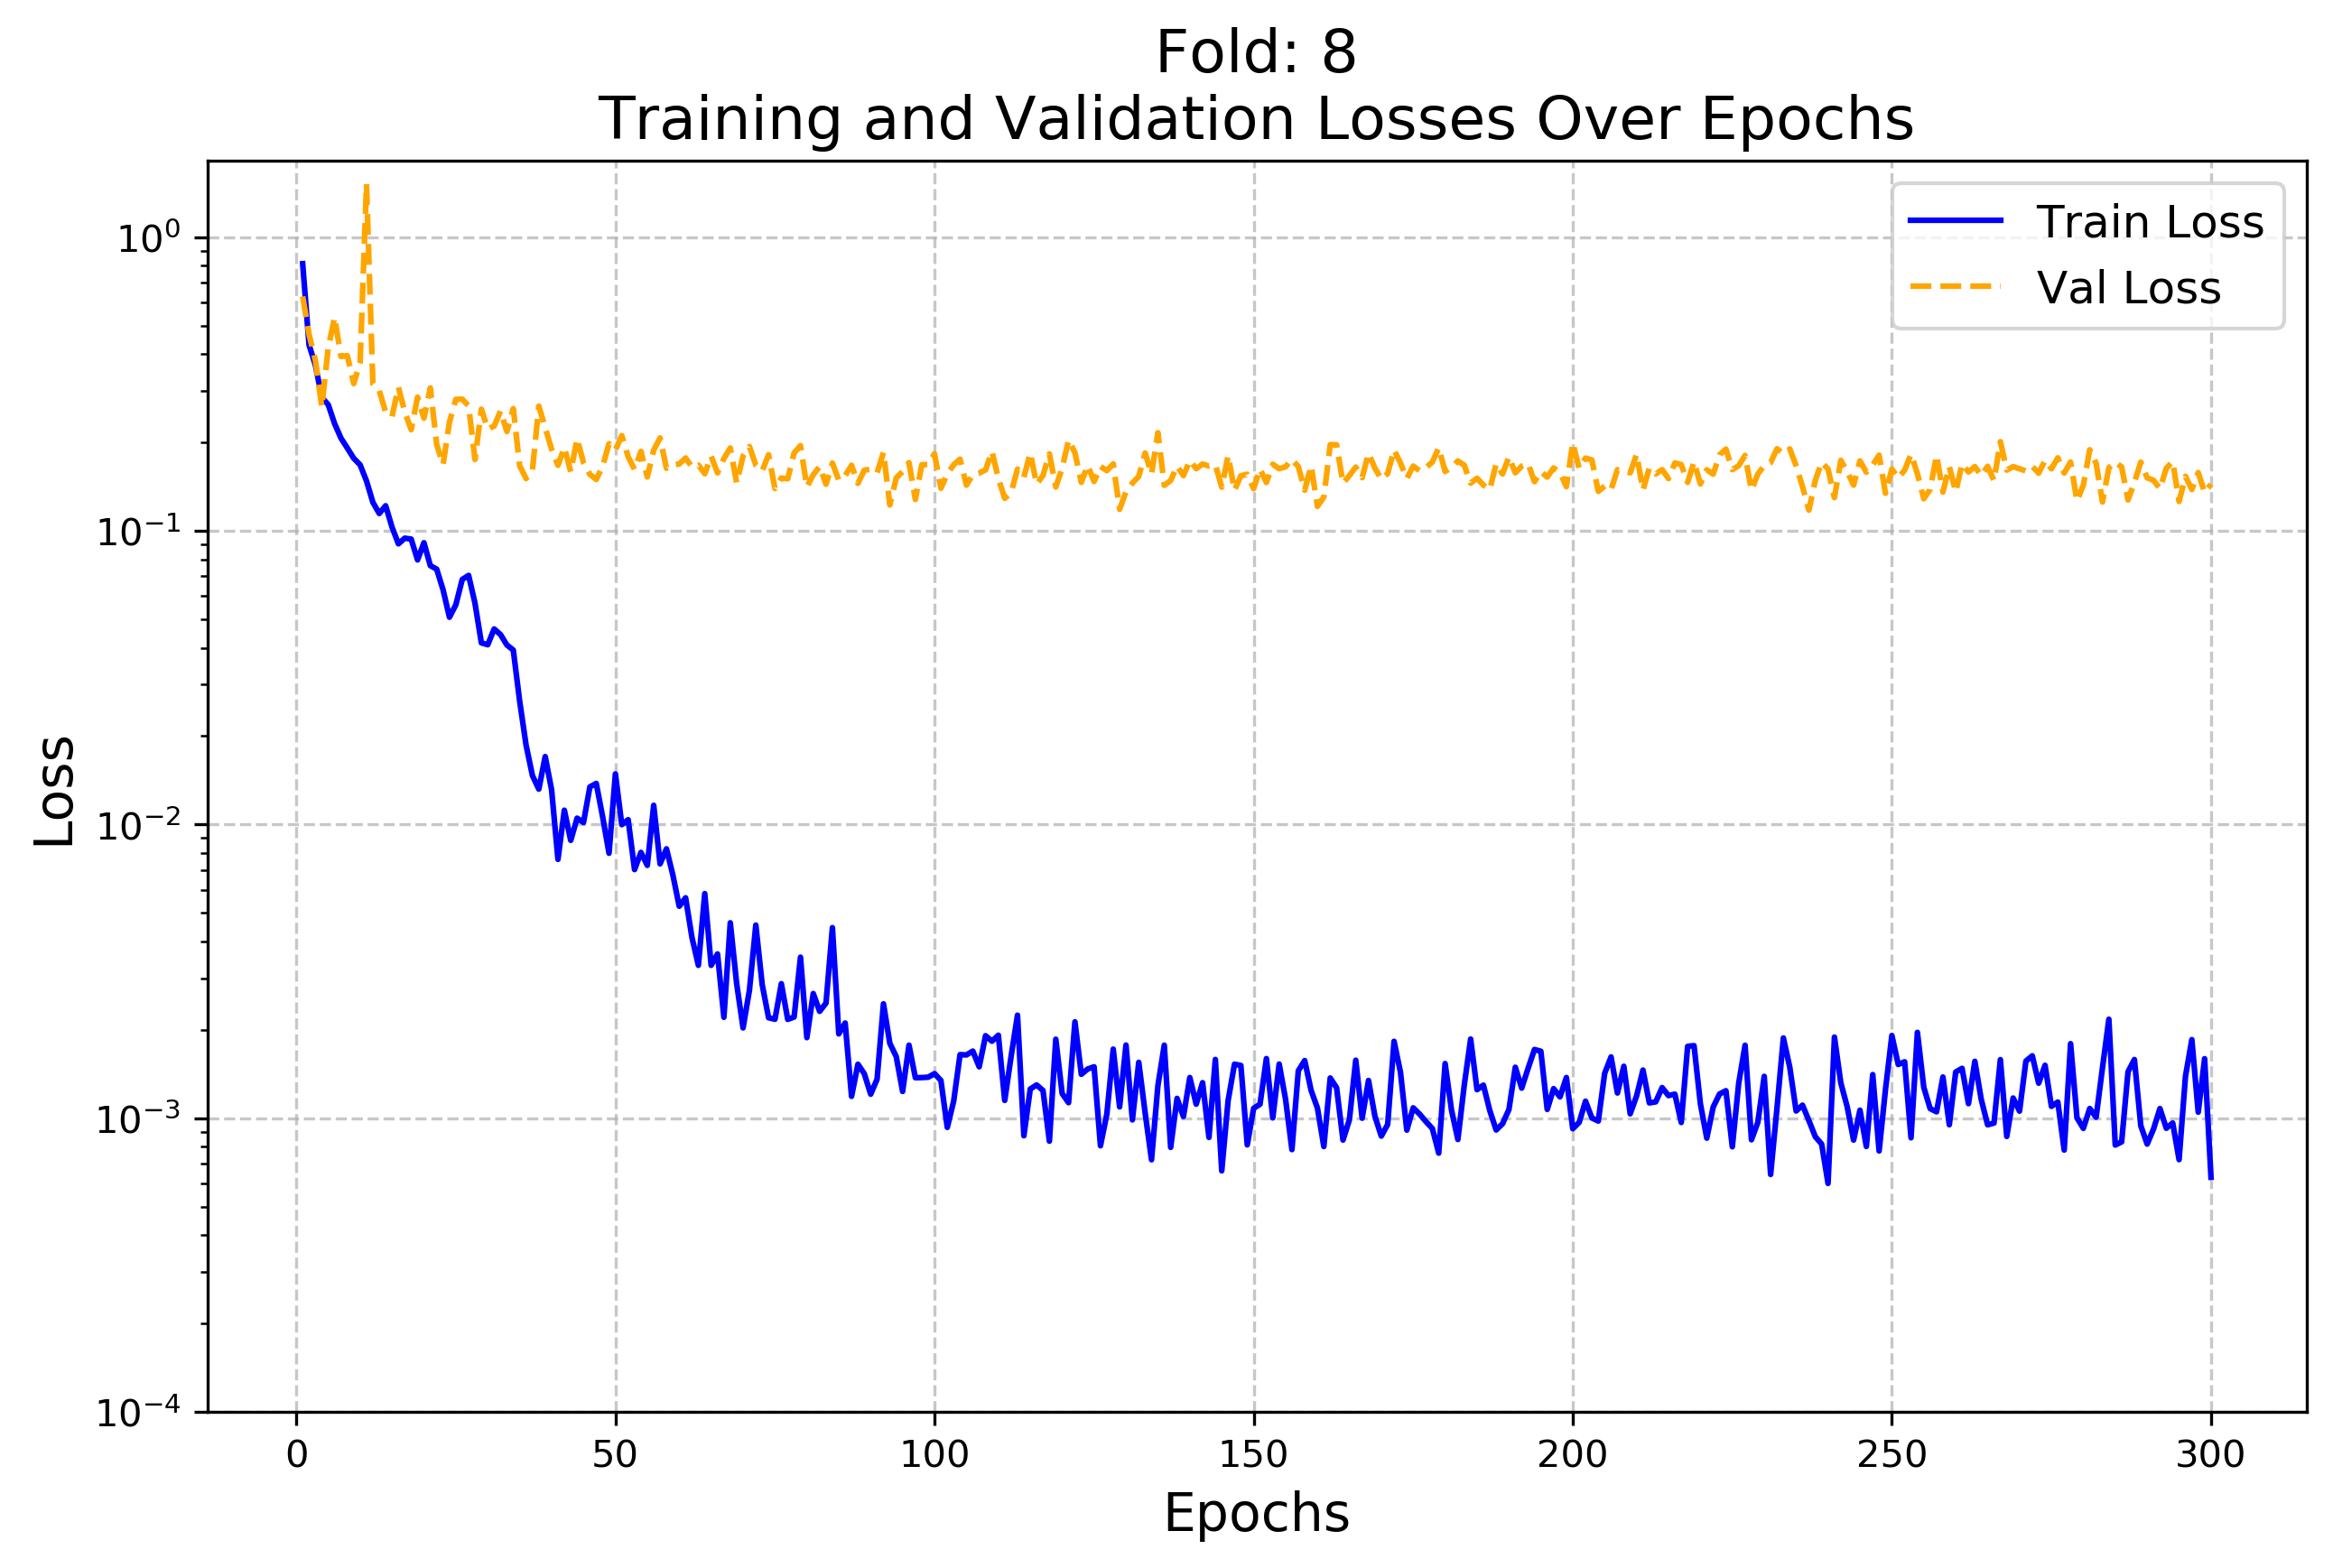 Fold: 8
Training and Validation Losses Over Epochs
Train Loss
Val Loss
10⁰
10⁻¹
10⁻²
10⁻³
10⁻⁴
Loss
0 50 100 150 200 250 300
Epochs